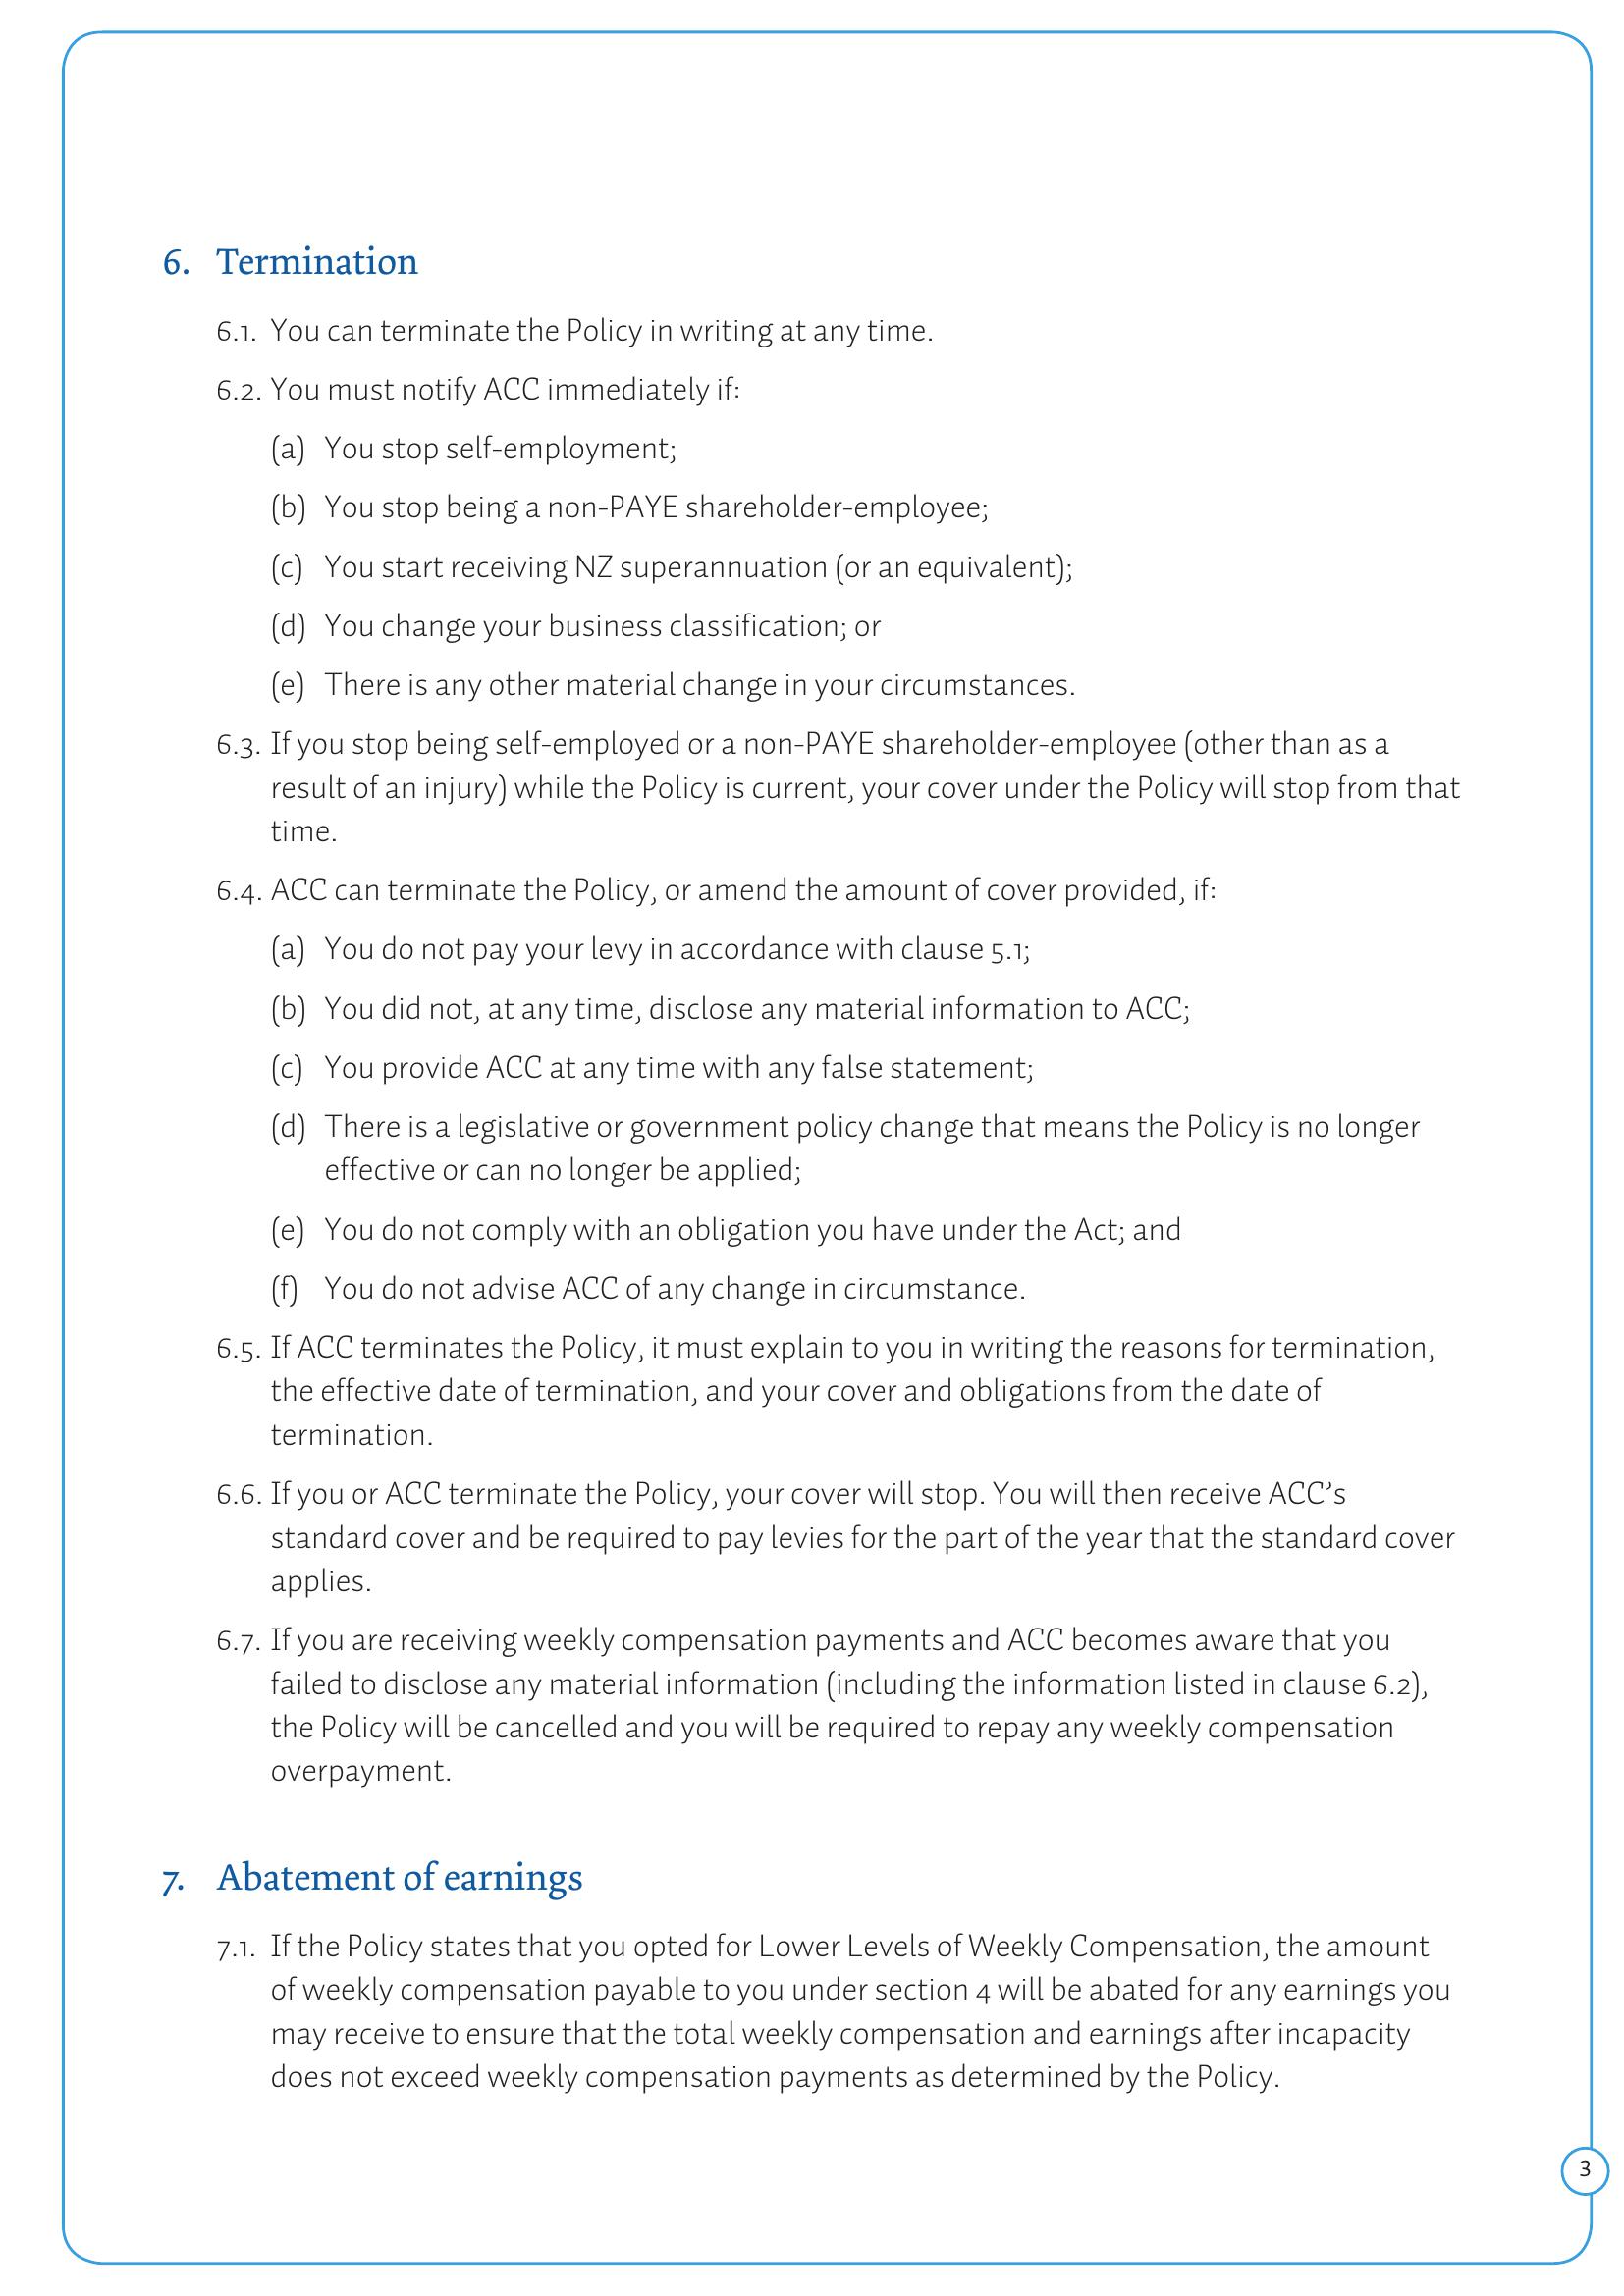 6. Termination
6.1. You can terminate the Policy in writing at any time.
6.2. You must notify ACC immediately if:
(a) You stop self-employment;
(b) You stop being a non-PAYE shareholder-employee;
(c) You start receiving NZ superannuation (or an equivalent);
(d) You change your business classification; or
(e) There is any other material change in your circumstances.
6.3. If you stop being self-employed or a non-PAYE shareholder-employee (other than as a
result of an injury) while the Policy is current, your cover under the Policy will stop from that
time.
6.4. ACC can terminate the Policy, or amend the amount of cover provided, if:
(a) You do not pay your levy in accordance with clause 5.1;
(b) You did not, at any time, disclose any material information to ACC;
(c) You provide ACC at any time with any false statement;
(d) There is a legislative or government policy change that means the Policy is no longer
effective or can no longer be applied;
(e) You do not comply with an obligation you have under the Act; and
(f) You do not advise ACC of any change in circumstance.
6.5. If ACC terminates the Policy, it must explain to you in writing the reasons for termination,
the effective date of termination, and your cover and obligations from the date of
termination.
6.6. If you or ACC terminate the Policy, your cover will stop. You will then receive ACC’s
standard cover and be required to pay levies for the part of the year that the standard cover
applies.
6.7. If you are receiving weekly compensation payments and ACC becomes aware that you
failed to disclose any material information (including the information listed in clause 6.2),
the Policy will be cancelled and you will be required to repay any weekly compensation
overpayment.
7. Abatement of earnings
7.1. If the Policy states that you opted for Lower Levels of Weekly Compensation, the amount
of weekly compensation payable to you under section 4 will be abated for any earnings you
may receive to ensure that the total weekly compensation and earnings after incapacity
does not exceed weekly compensation payments as determined by the Policy.
3